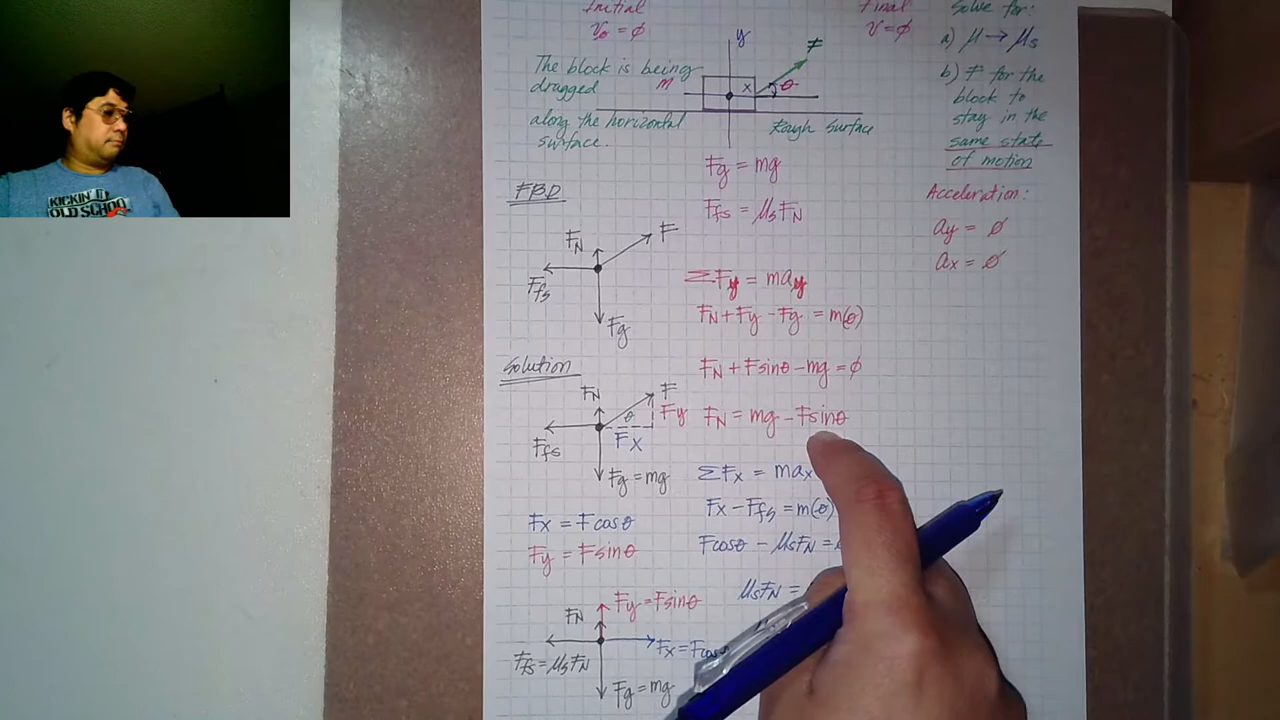 Initial
v₀ = ϕ
Final
v = ϕ
Solve for:
a) μ → μs
b) F for the
block to
stay in the
same state
of motion
Acceleration:
ay = ϕ
ax = ϕ
The block is being
dragged
along the horizontal
surface.
m
y
x
F
θ
Rough Surface
Fg = mg
Ffs = μsFN
FBD
FN
F
Ffs
Fg
ΣFy = may
FN + Fy - Fg = m(ϕ)
FN + Fsinθ - mg = ϕ
FN = mg - Fsinθ
Solution
FN
F
θ
Fy
Fx
Ffs
Fg = mg
Fx = Fcosθ
Fy = Fsinθ
ΣFx = max
Fx - Ffs = m(ϕ)
Fcosθ - μsFN =
μsFN =
FN
Fy = Fsinθ
Ffs = μsFN
Fx = Fcosθ
Fg = mg
KICKIN' IT
OLD SCHOO